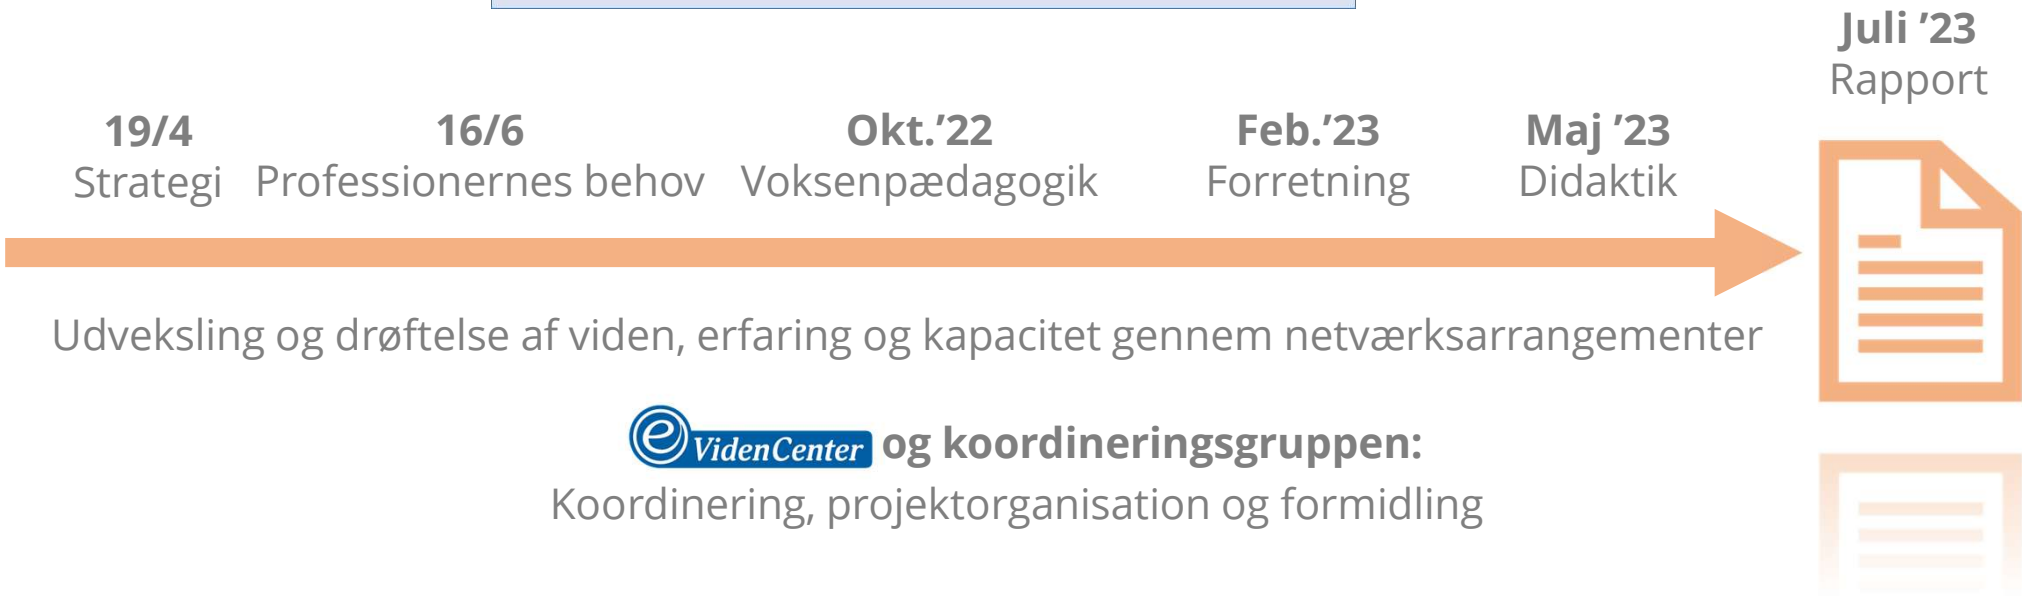 Juli ’23
Rapport
19/4
Strategi
16/6
Professionernes behov
Okt.’22
Voksenpædagogik
Feb.’23
Forretning
Maj ’23
Didaktik
Udveksling og drøftelse af viden, erfaring og kapacitet gennem netværksarrangementer
e VidenCenter og koordineringsgruppen:
Koordinering, projektorganisation og formidling